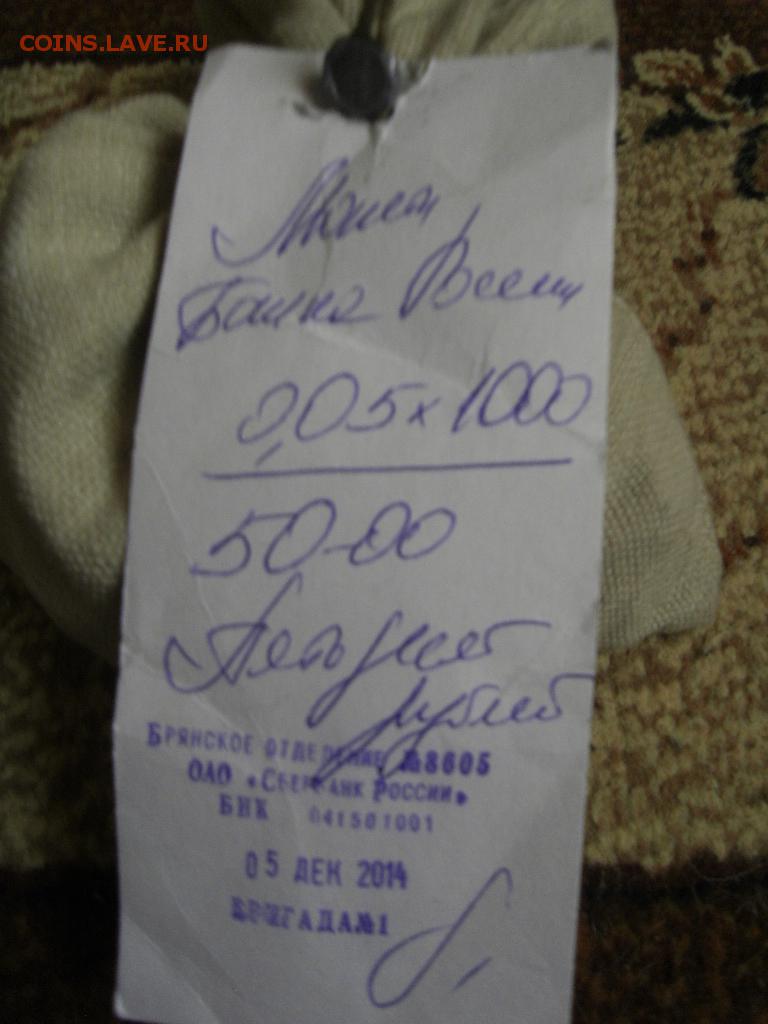 COINS.LAVE.RU
Монеты
Банка России
0,05 x 1000
50-00
Пятьдесят
рублей
БРЯНСКОЕ ОТДЕЛЕНИЕ №8605
ОАО «СБЕРБАНК РОССИИ»
БИК 041501001
05 ДЕК 2014
БРИГАДА №1